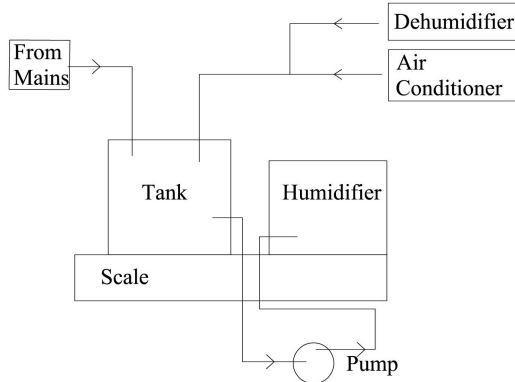 Dehumidifier
From
Mains
Air
Conditioner
Tank
Humidifier
Scale
Pump